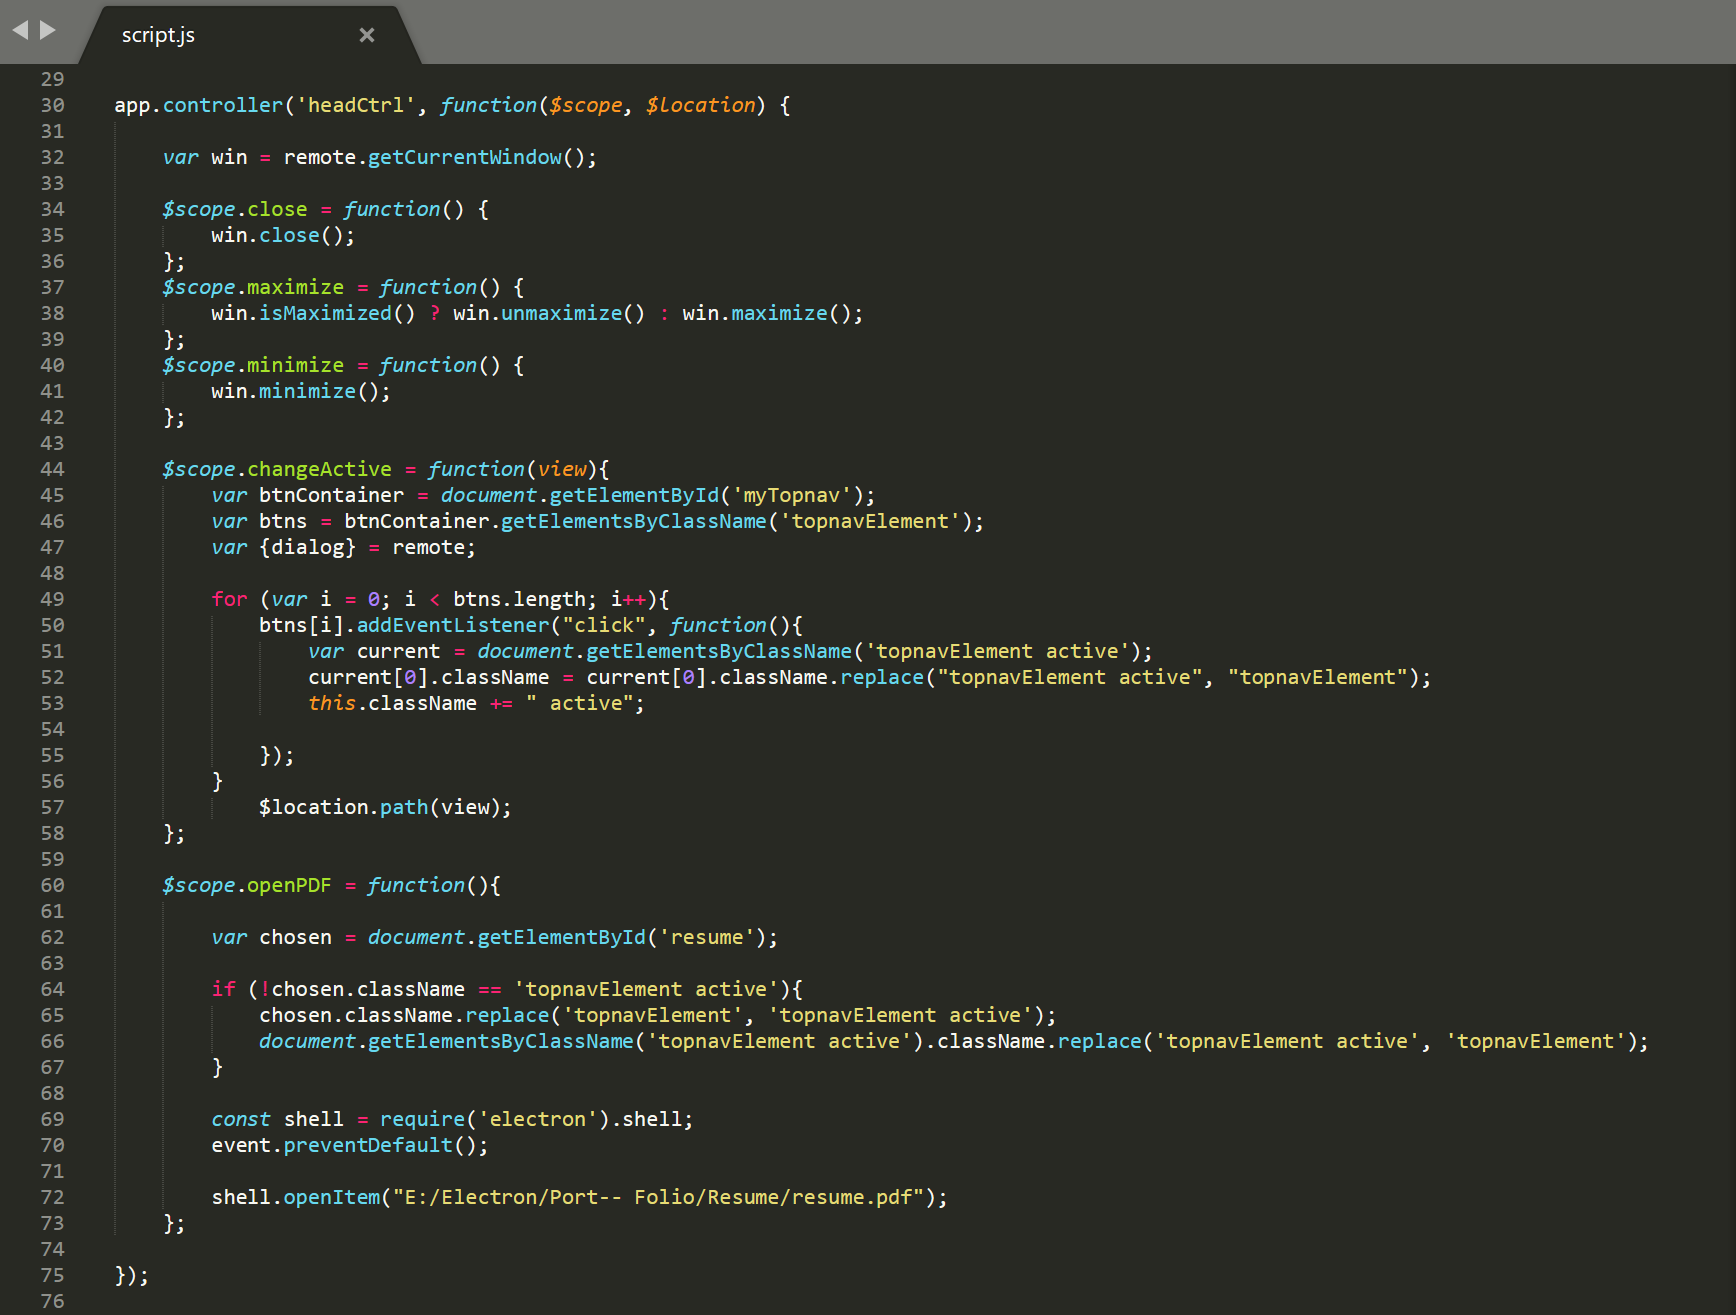 script.js ×
29
30 app.controller('headCtrl', function($scope, $location) {
31
32     var win = remote.getCurrentWindow();
33
34     $scope.close = function() {
35         win.close();
36     };
37     $scope.maximize = function() {
38         win.isMaximized() ? win.unmaximize() : win.maximize();
39     };
40     $scope.minimize = function() {
41         win.minimize();
42     };
43
44     $scope.changeActive = function(view){
45         var btnContainer = document.getElementById('myTopnav');
46         var btns = btnContainer.getElementsByClassName('topnavElement');
47         var {dialog} = remote;
48
49         for (var i = 0; i < btns.length; i++){
50             btns[i].addEventListener("click", function(){
51                 var current = document.getElementsByClassName('topnavElement active');
52                 current[0].className = current[0].className.replace("topnavElement active", "topnavElement");
53                 this.className += " active";
54
55             });
56         }
57             $location.path(view);
58     };
59
60     $scope.openPDF = function(){
61
62         var chosen = document.getElementById('resume');
63
64         if (!chosen.className == 'topnavElement active'){
65             chosen.className.replace('topnavElement', 'topnavElement active');
66             document.getElementsByClassName('topnavElement active').className.replace('topnavElement active', 'topnavElement');
67         }
68
69         const shell = require('electron').shell;
70         event.preventDefault();
71
72         shell.openItem("E:/Electron/Port-- Folio/Resume/resume.pdf");
73     };
74
75 });
76